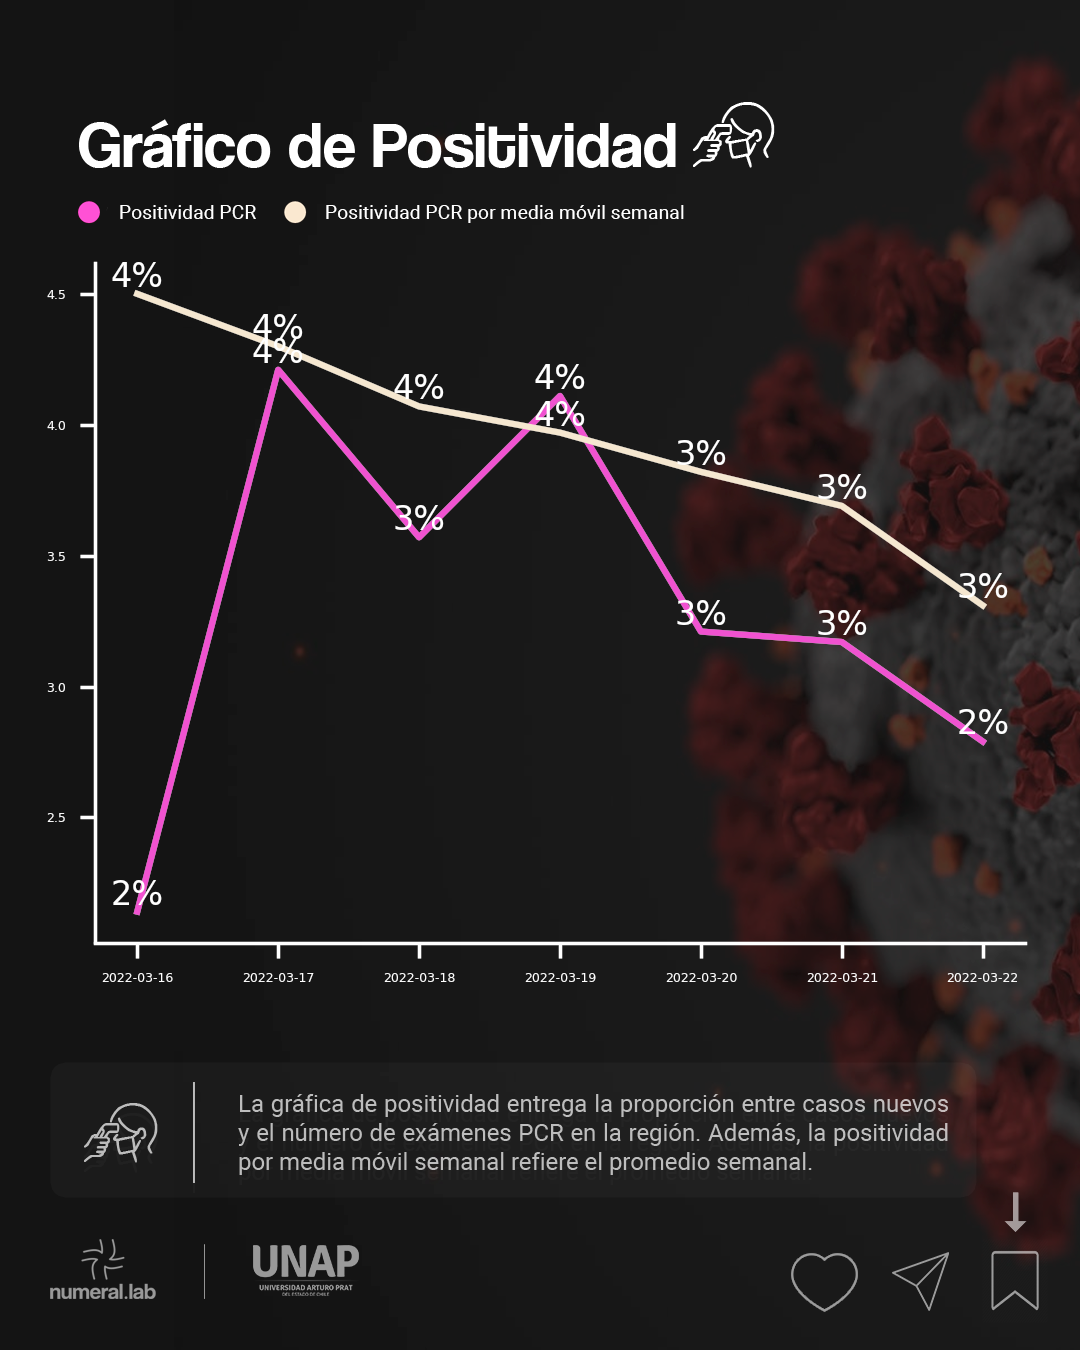 Gráfico de Positividad
Positividad PCR
Positividad PCR por media móvil semanal
4.5
4.0
3.5
3.0
2.5
4%
4%
4%
4%
3%
3%
3%
2%
4%
3%
4%
3%
3%
2%
2022-03-16
2022-03-17
2022-03-18
2022-03-19
2022-03-20
2022-03-21
2022-03-22
La gráfica de positividad entrega la proporción entre casos nuevos
y el número de exámenes PCR en la región. Además, la positividad
por media móvil semanal refiere el promedio semanal.
numeral.lab
UNAP
UNIVERSIDAD ARTURO PRAT
DEL ESTADO DE CHILE